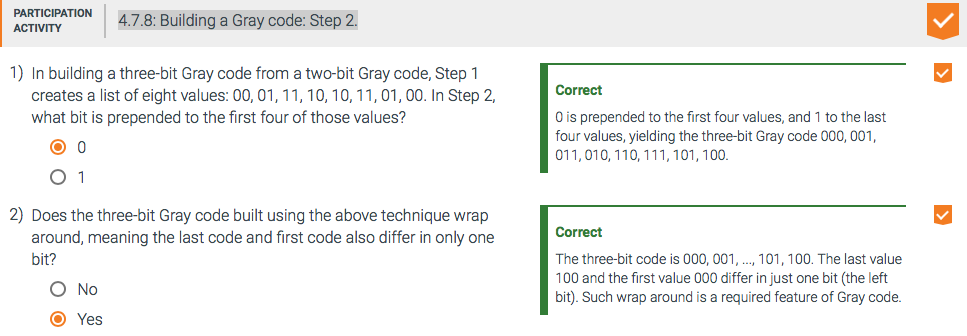 PARTICIPATION
ACTIVITY
4.7.8: Building a Gray code: Step 2.
1) In building a three-bit Gray code from a two-bit Gray code, Step 1
creates a list of eight values: 00, 01, 11, 10, 10, 11, 01, 00. In Step 2,
what bit is prepended to the first four of those values?
0
1
Correct
0 is prepended to the first four values, and 1 to the last
four values, yielding the three-bit Gray code 000, 001,
011, 010, 110, 111, 101, 100.
2) Does the three-bit Gray code built using the above technique wrap
around, meaning the last code and first code also differ in only one
bit?
No
Yes
Correct
The three-bit code is 000, 001, ..., 101, 100. The last value
100 and the first value 000 differ in just one bit (the left
bit). Such wrap around is a required feature of Gray code.